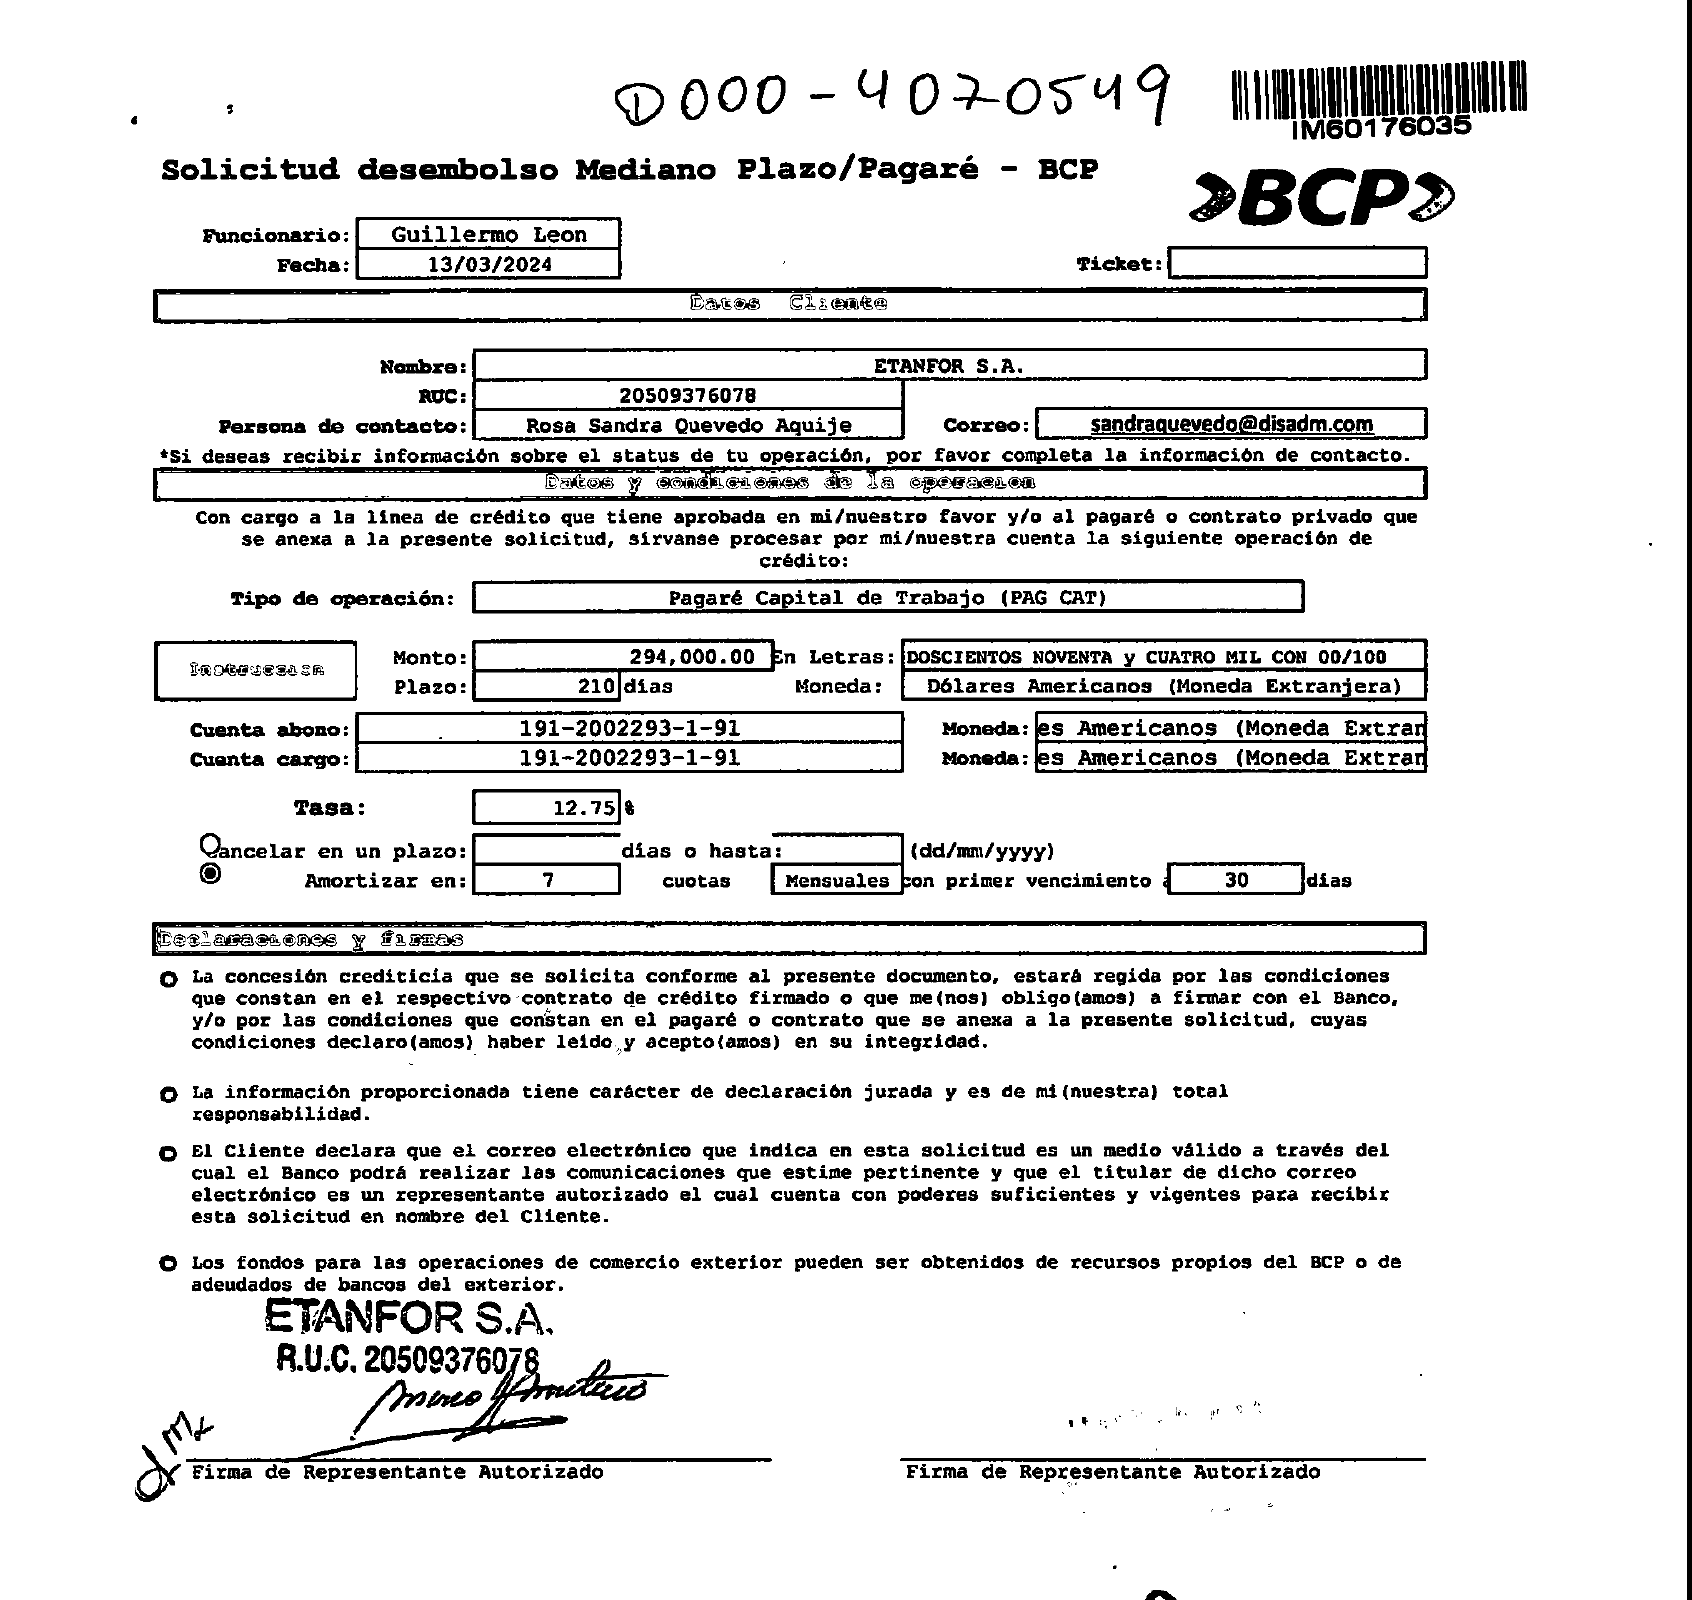 D000-4070549
IM60176035
Solicitud desembolso Mediano Plazo/Pagaré - BCP
BCP
Funcionario: Guillermo Leon
Fecha: 13/03/2024 Ticket:
Datos Cliente
Nombre: ETANFOR S.A.
RUC: 20509376078
Persona de contacto: Rosa Sandra Quevedo Aquije Correo: sandraquevedo@disadm.com
*Si deseas recibir información sobre el status de tu operación, por favor completa la información de contacto.
Datos y condiciones de la operacion
Con cargo a la línea de crédito que tiene aprobada en mi/nuestro favor y/o al pagaré o contrato privado que
se anexa a la presente solicitud, sírvanse procesar por mi/nuestra cuenta la siguiente operación de
crédito:
Tipo de operación: Pagaré Capital de Trabajo (PAG CAT)
Instrucción Monto: 294,000.00 En Letras: DOSCIENTOS NOVENTA y CUATRO MIL CON 00/100
Plazo: 210 días Moneda: Dólares Americanos (Moneda Extranjera)
Cuenta abono: 191-2002293-1-91 Moneda: es Americanos (Moneda Extran
Cuenta cargo: 191-2002293-1-91 Moneda: es Americanos (Moneda Extran
Tasa: 12.75 %
Cancelar en un plazo: días o hasta: (dd/mm/yyyy)
Amortizar en: 7 cuotas Mensuales con primer vencimiento a 30 días
Declaraciones y firmas
La concesión crediticia que se solicita conforme al presente documento, estará regida por las condiciones
que constan en el respectivo contrato de crédito firmado o que me(nos) obligo(amos) a firmar con el Banco,
y/o por las condiciones que constan en el pagaré o contrato que se anexa a la presente solicitud, cuyas
condiciones declaro(amos) haber leído y acepto(amos) en su integridad.
La información proporcionada tiene carácter de declaración jurada y es de mi(nuestra) total
responsabilidad.
El Cliente declara que el correo electrónico que indica en esta solicitud es un medio válido a través del
cual el Banco podrá realizar las comunicaciones que estime pertinente y que el titular de dicho correo
electrónico es un representante autorizado el cual cuenta con poderes suficientes y vigentes para recibir
esta solicitud en nombre del Cliente.
Los fondos para las operaciones de comercio exterior pueden ser obtenidos de recursos propios del BCP o de
adeudados de bancos del exterior.
ETANFOR S.A.
R.U.C. 20509376078
Firma de Representante Autorizado Firma de Representante Autorizado